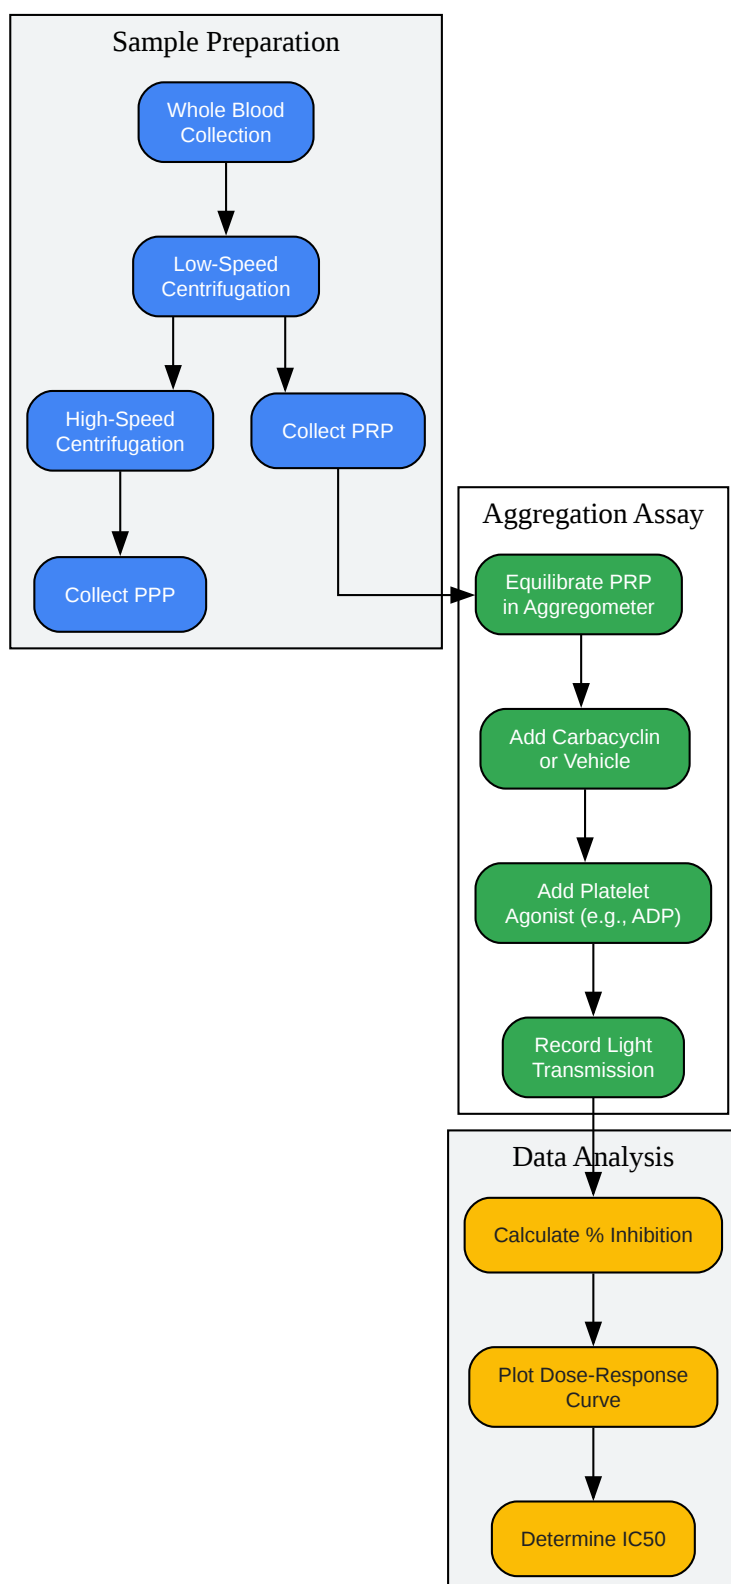 Sample Preparation
Whole Blood
Collection
Low-Speed
Centrifugation
High-Speed
Centrifugation
Collect PRP
Collect PPP
Aggregation Assay
Equilibrate PRP
in Aggregometer
Add Carbacyclin
or Vehicle
Add Platelet
Agonist (e.g., ADP)
Record Light
Transmission
Data Analysis
Calculate % Inhibition
Plot Dose-Response
Curve
Determine IC50